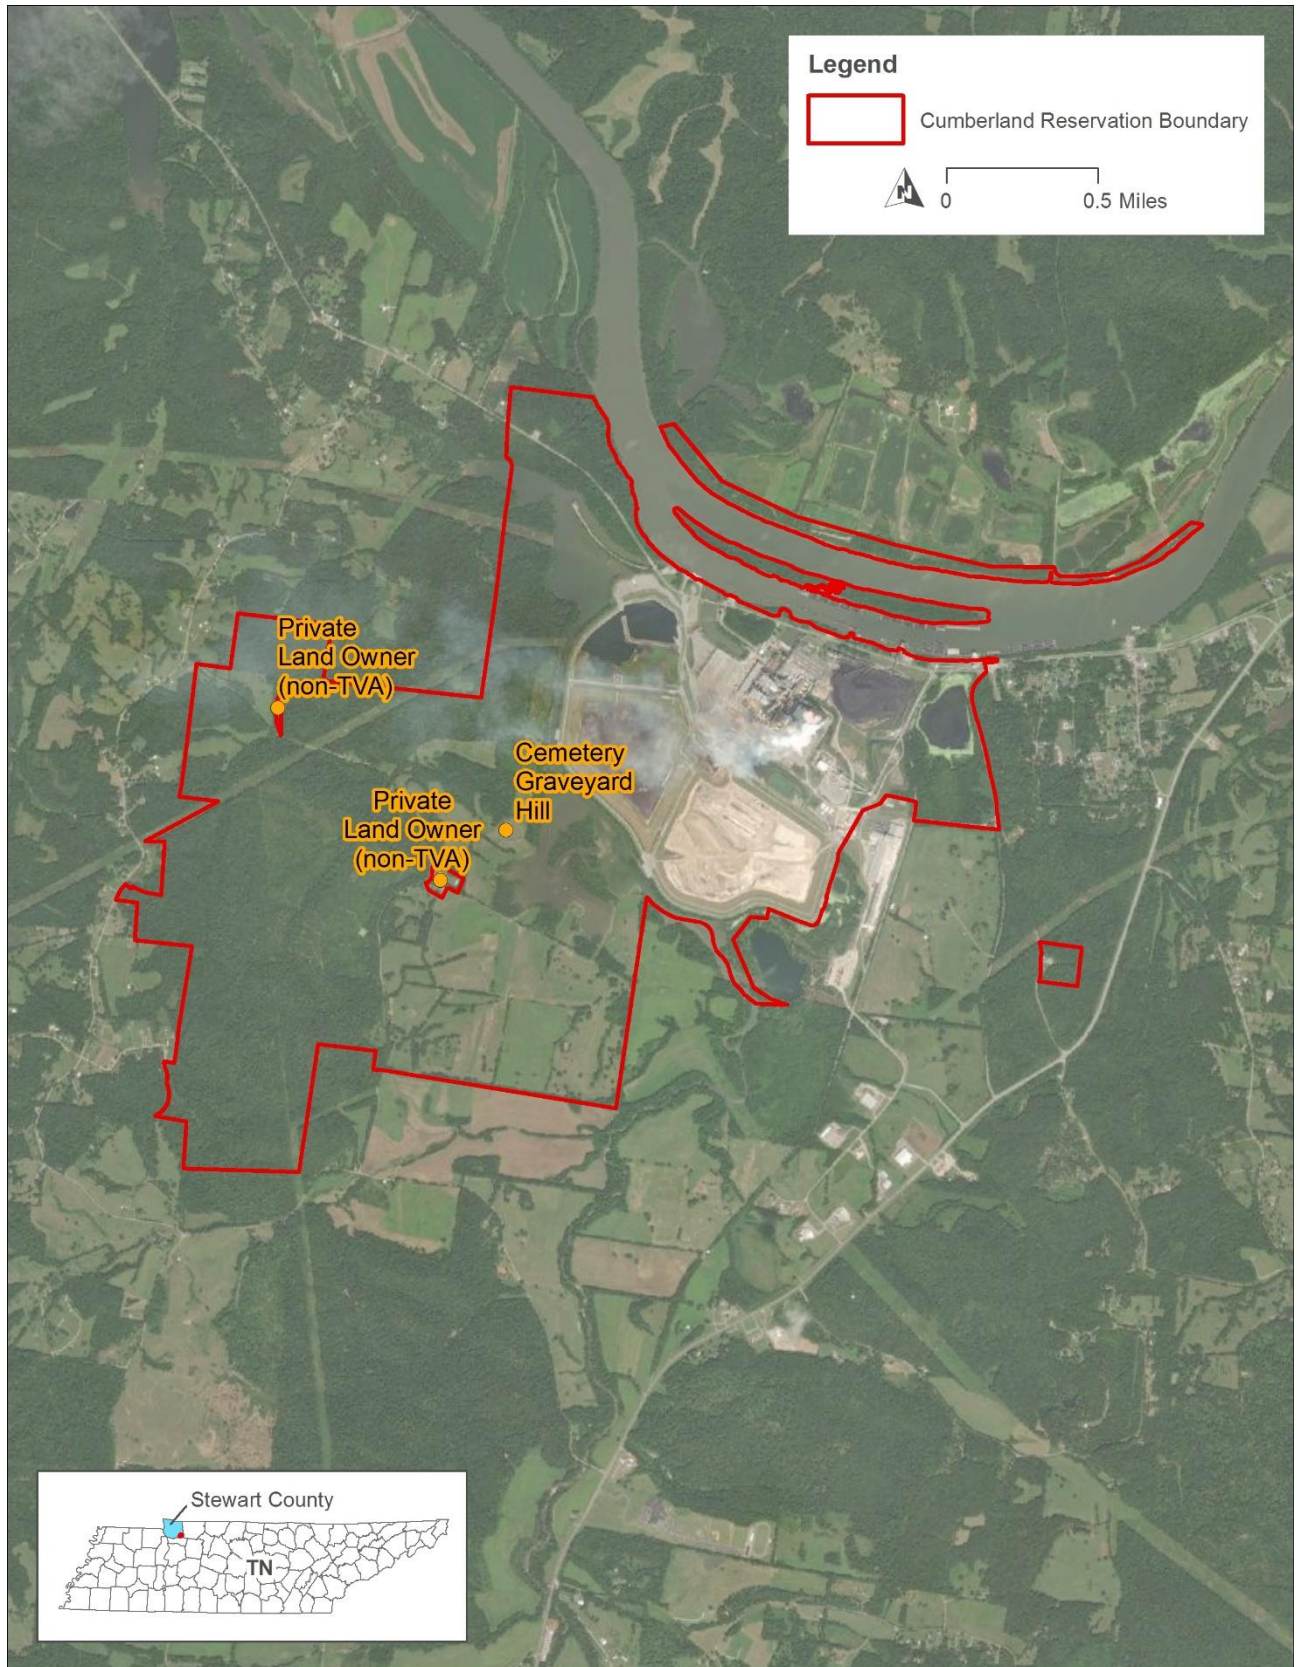 Legend
Cumberland Reservation Boundary
N
0
0.5 Miles
Private
Land Owner
(non-TVA)
Cemetery
Graveyard
Hill
Private
Land Owner
(non-TVA)
Stewart County
TN